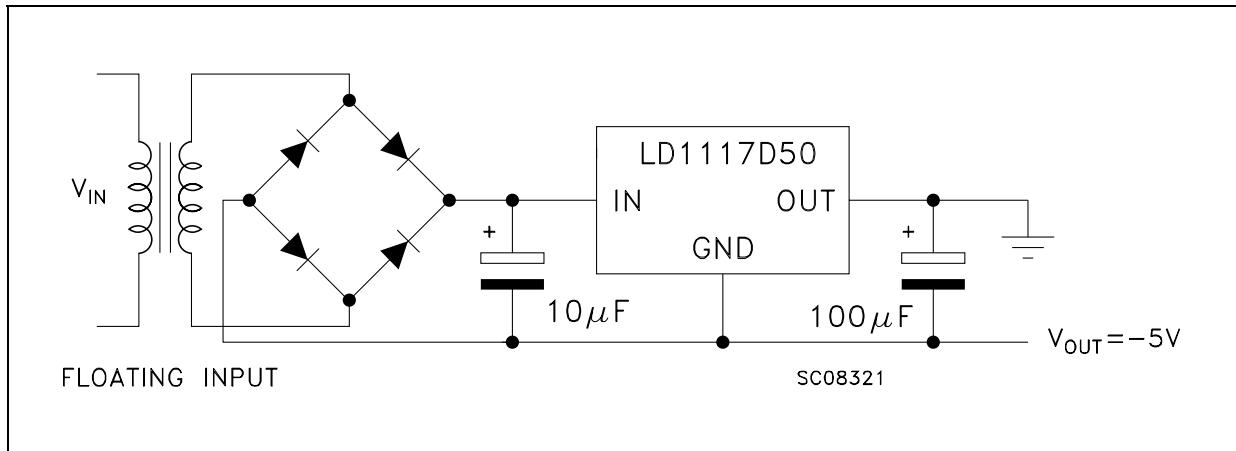 LD1117D50
V_IN
IN
OUT
+
+
GND
10μF
100μF
V_OUT=-5V
FLOATING INPUT
SC08321